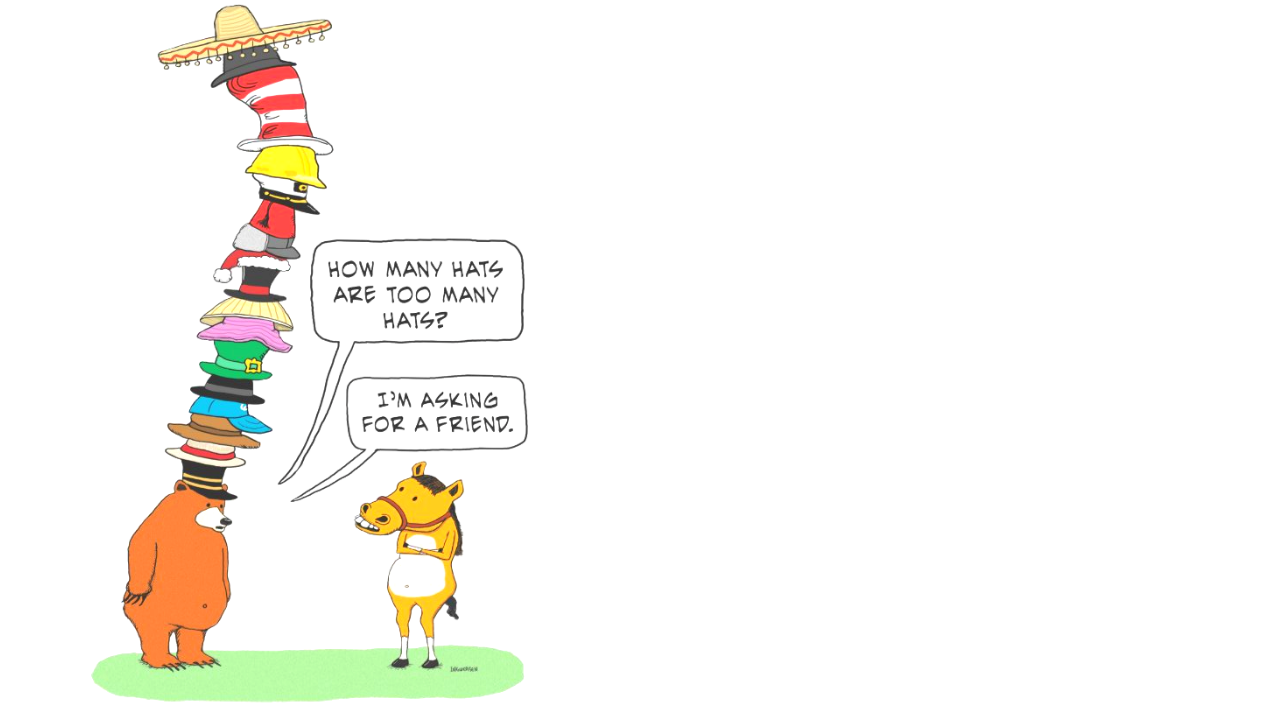 HOW MANY HATS
ARE TOO MANY
HATS?
I'M ASKING
FOR A FRIEND.